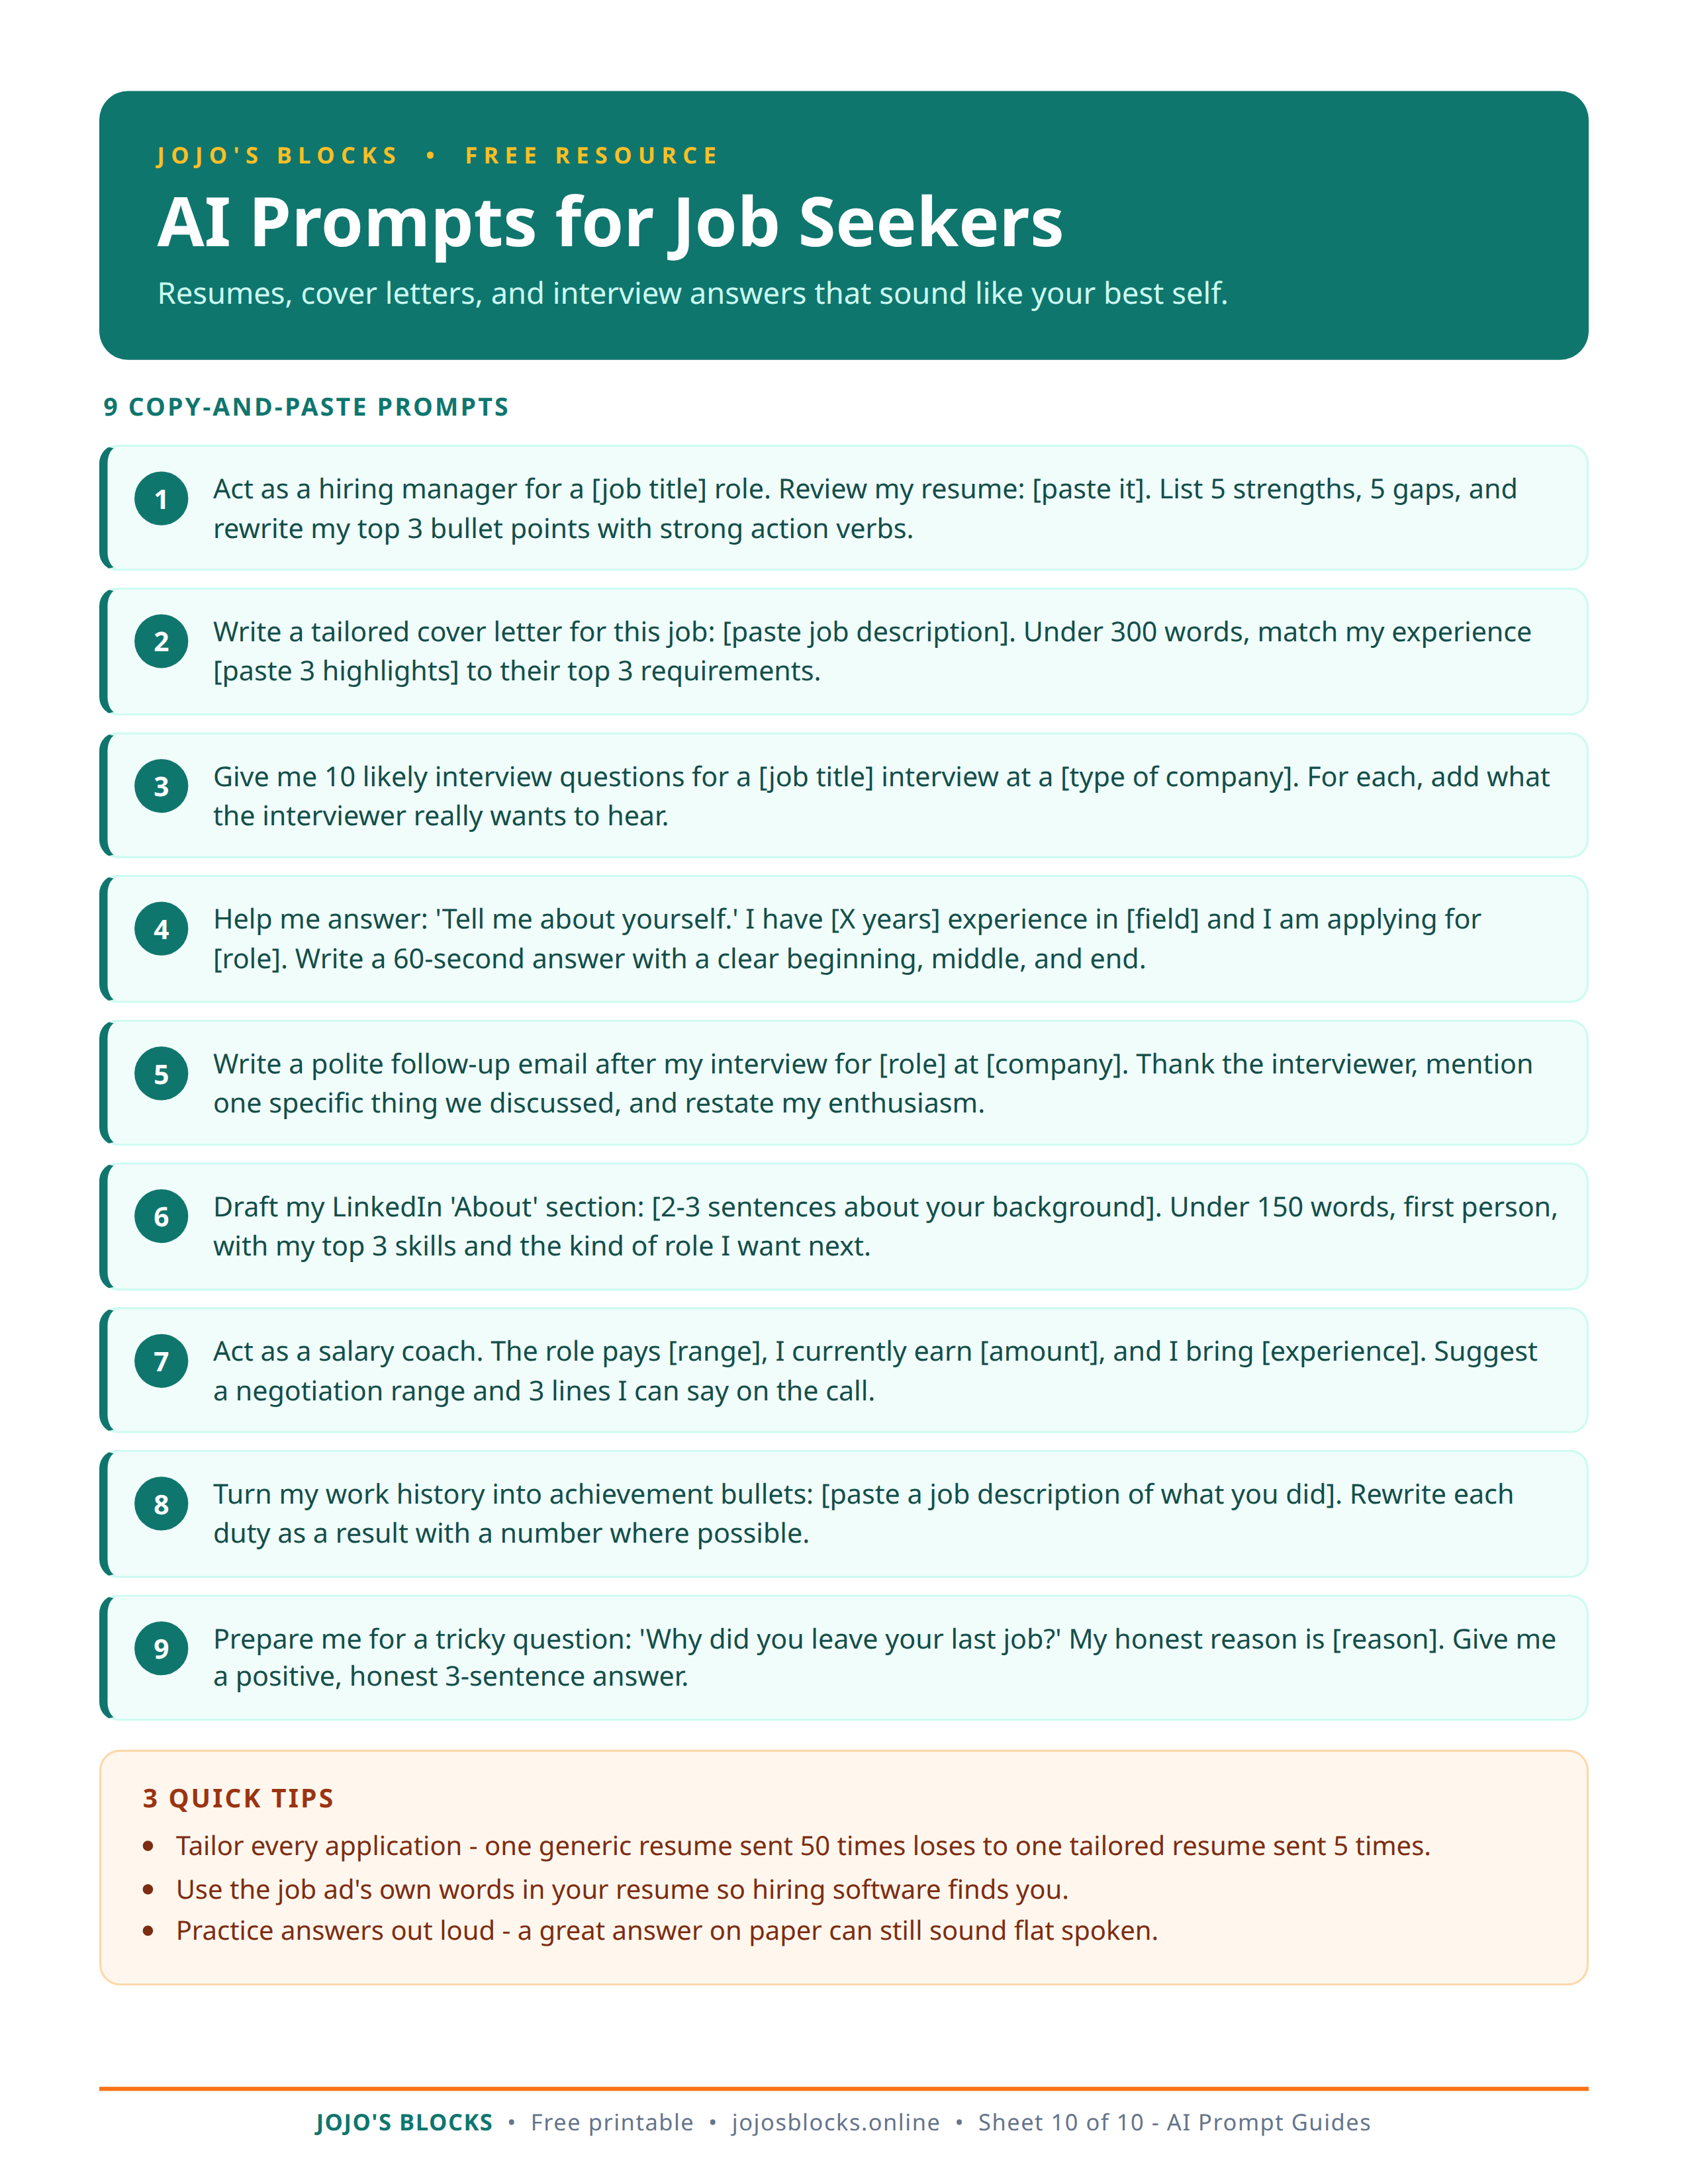 JOJO'S BLOCKS • FREE RESOURCE
AI Prompts for Job Seekers
Resumes, cover letters, and interview answers that sound like your best self.
9 COPY-AND-PASTE PROMPTS
1
Act as a hiring manager for a [job title] role. Review my resume: [paste it]. List 5 strengths, 5 gaps, and
rewrite my top 3 bullet points with strong action verbs.
2
Write a tailored cover letter for this job: [paste job description]. Under 300 words, match my experience
[paste 3 highlights] to their top 3 requirements.
3
Give me 10 likely interview questions for a [job title] interview at a [type of company]. For each, add what
the interviewer really wants to hear.
4
Help me answer: 'Tell me about yourself.' I have [X years] experience in [field] and I am applying for
[role]. Write a 60-second answer with a clear beginning, middle, and end.
5
Write a polite follow-up email after my interview for [role] at [company]. Thank the interviewer, mention
one specific thing we discussed, and restate my enthusiasm.
6
Draft my LinkedIn 'About' section: [2-3 sentences about your background]. Under 150 words, first person,
with my top 3 skills and the kind of role I want next.
7
Act as a salary coach. The role pays [range], I currently earn [amount], and I bring [experience]. Suggest
a negotiation range and 3 lines I can say on the call.
8
Turn my work history into achievement bullets: [paste a job description of what you did]. Rewrite each
duty as a result with a number where possible.
9
Prepare me for a tricky question: 'Why did you leave your last job?' My honest reason is [reason]. Give me
a positive, honest 3-sentence answer.
3 QUICK TIPS
• Tailor every application - one generic resume sent 50 times loses to one tailored resume sent 5 times.
• Use the job ad's own words in your resume so hiring software finds you.
• Practice answers out loud - a great answer on paper can still sound flat spoken.
JOJO'S BLOCKS • Free printable • jojosblocks.online • Sheet 10 of 10 - AI Prompt Guides